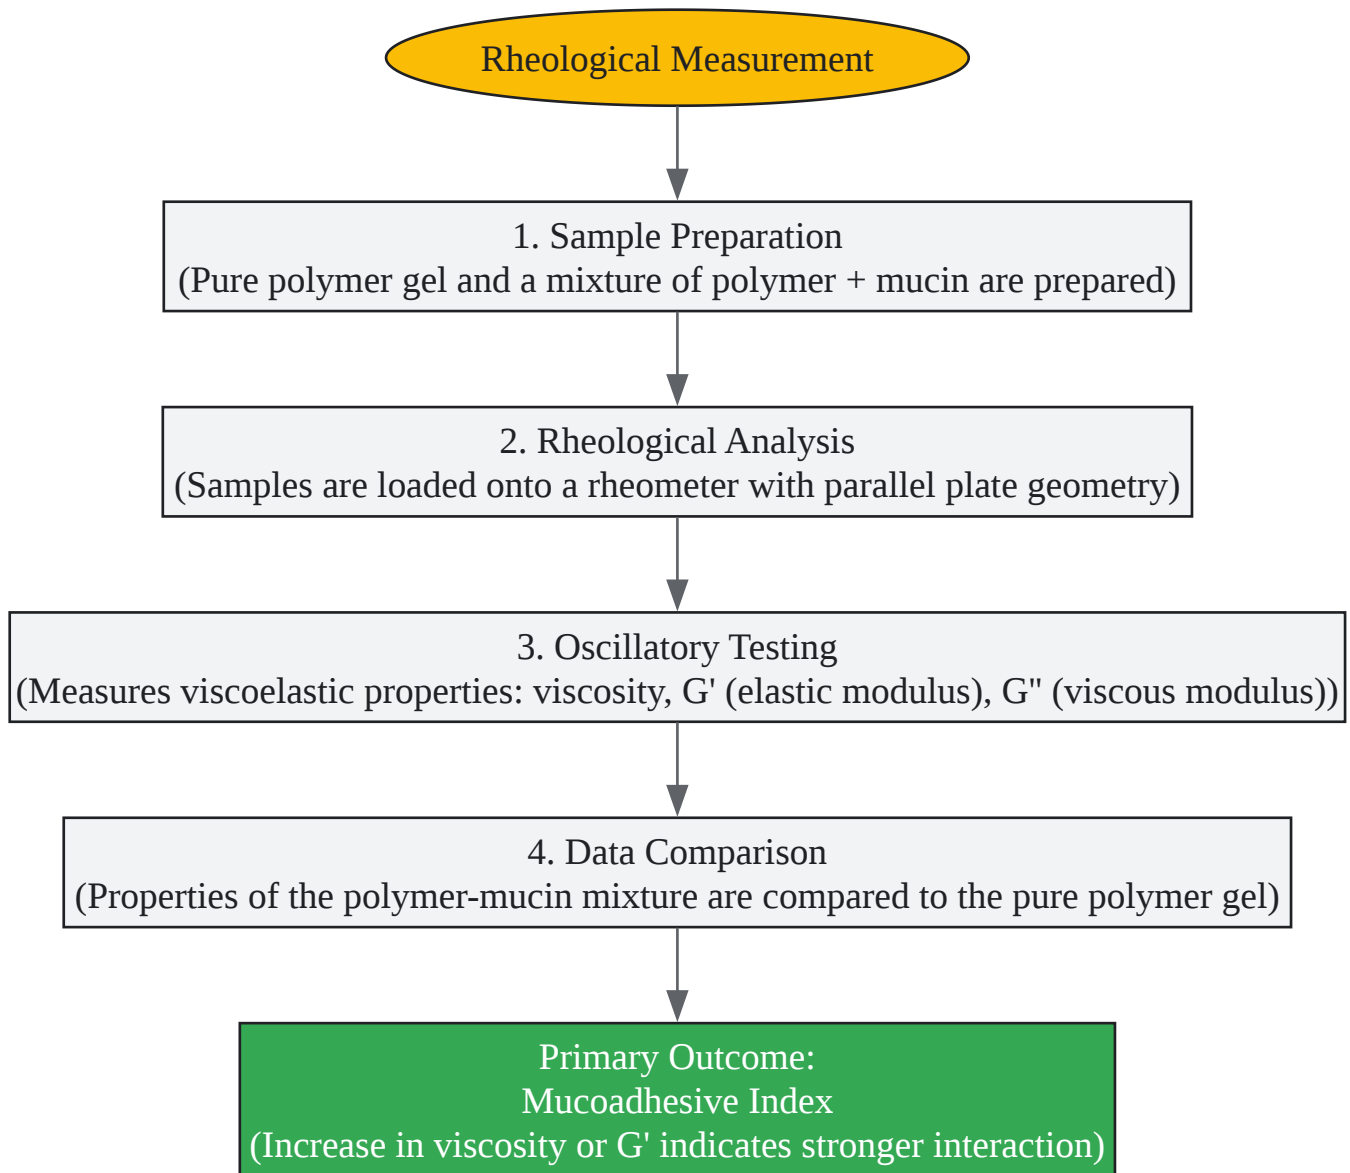 Rheological Measurement
1. Sample Preparation
(Pure polymer gel and a mixture of polymer + mucin are prepared)
2. Rheological Analysis
(Samples are loaded onto a rheometer with parallel plate geometry)
3. Oscillatory Testing
(Measures viscoelastic properties: viscosity, G' (elastic modulus), G'' (viscous modulus))
4. Data Comparison
(Properties of the polymer-mucin mixture are compared to the pure polymer gel)
Primary Outcome:
Mucoadhesive Index
(Increase in viscosity or G' indicates stronger interaction)